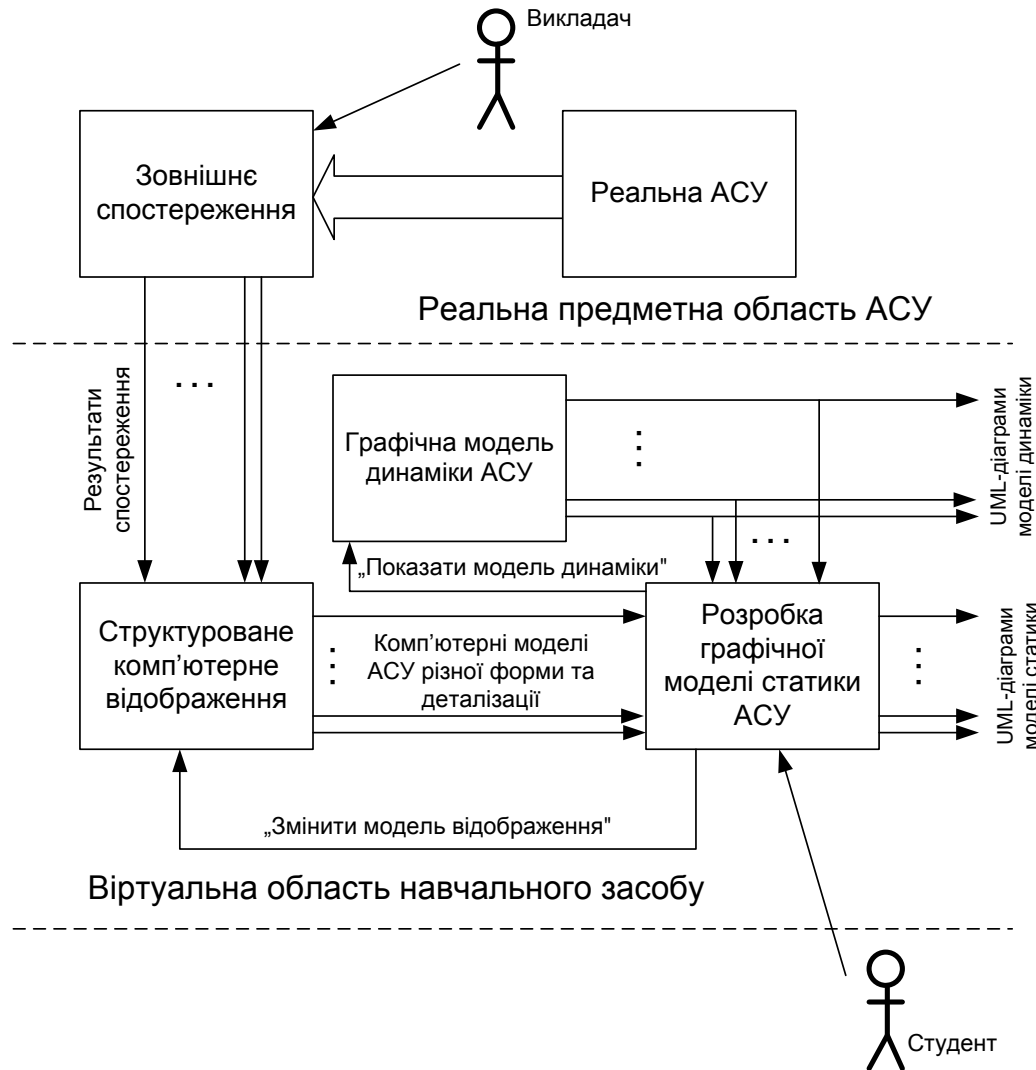 Викладач
Зовнішнє
спостереження
Реальна АСУ
Реальна предметна область АСУ
Результати
спостереження
. . .
Графічна модель
динаміки АСУ
. . .
UML-діаграми
моделі динаміки
. . .
„Показати модель динаміки"
Структуроване
комп’ютерне
відображення
. . .
Комп’ютерні моделі
АСУ різної форми та
деталізації
Розробка
графічної
моделі статики
АСУ
. . .
UML-діаграми
моделі статики
„Змінити модель відображення"
Віртуальна область навчального засобу
Студент